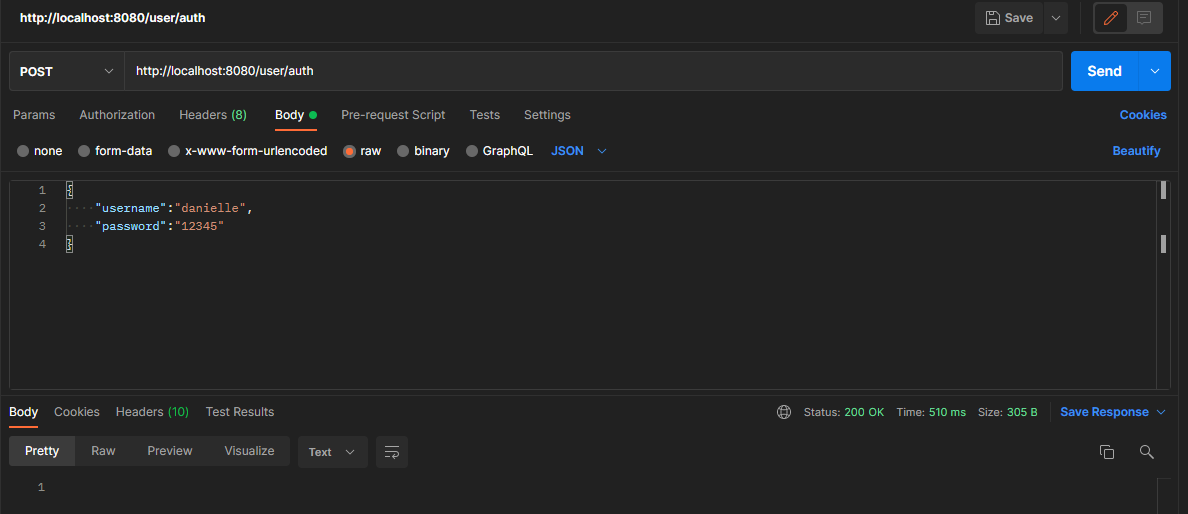 http://localhost:8080/user/auth Save
POST http://localhost:8080/user/auth Send
Params Authorization Headers (8) Body Pre-request Script Tests Settings Cookies
none form-data x-www-form-urlencoded raw binary GraphQL JSON Beautify
1 {
2 "username":"danielle",
3 "password":"12345"
4 }
Body Cookies Headers (10) Test Results Status: 200 OK Time: 510 ms Size: 305 B Save Response
Pretty Raw Preview Visualize Text
1